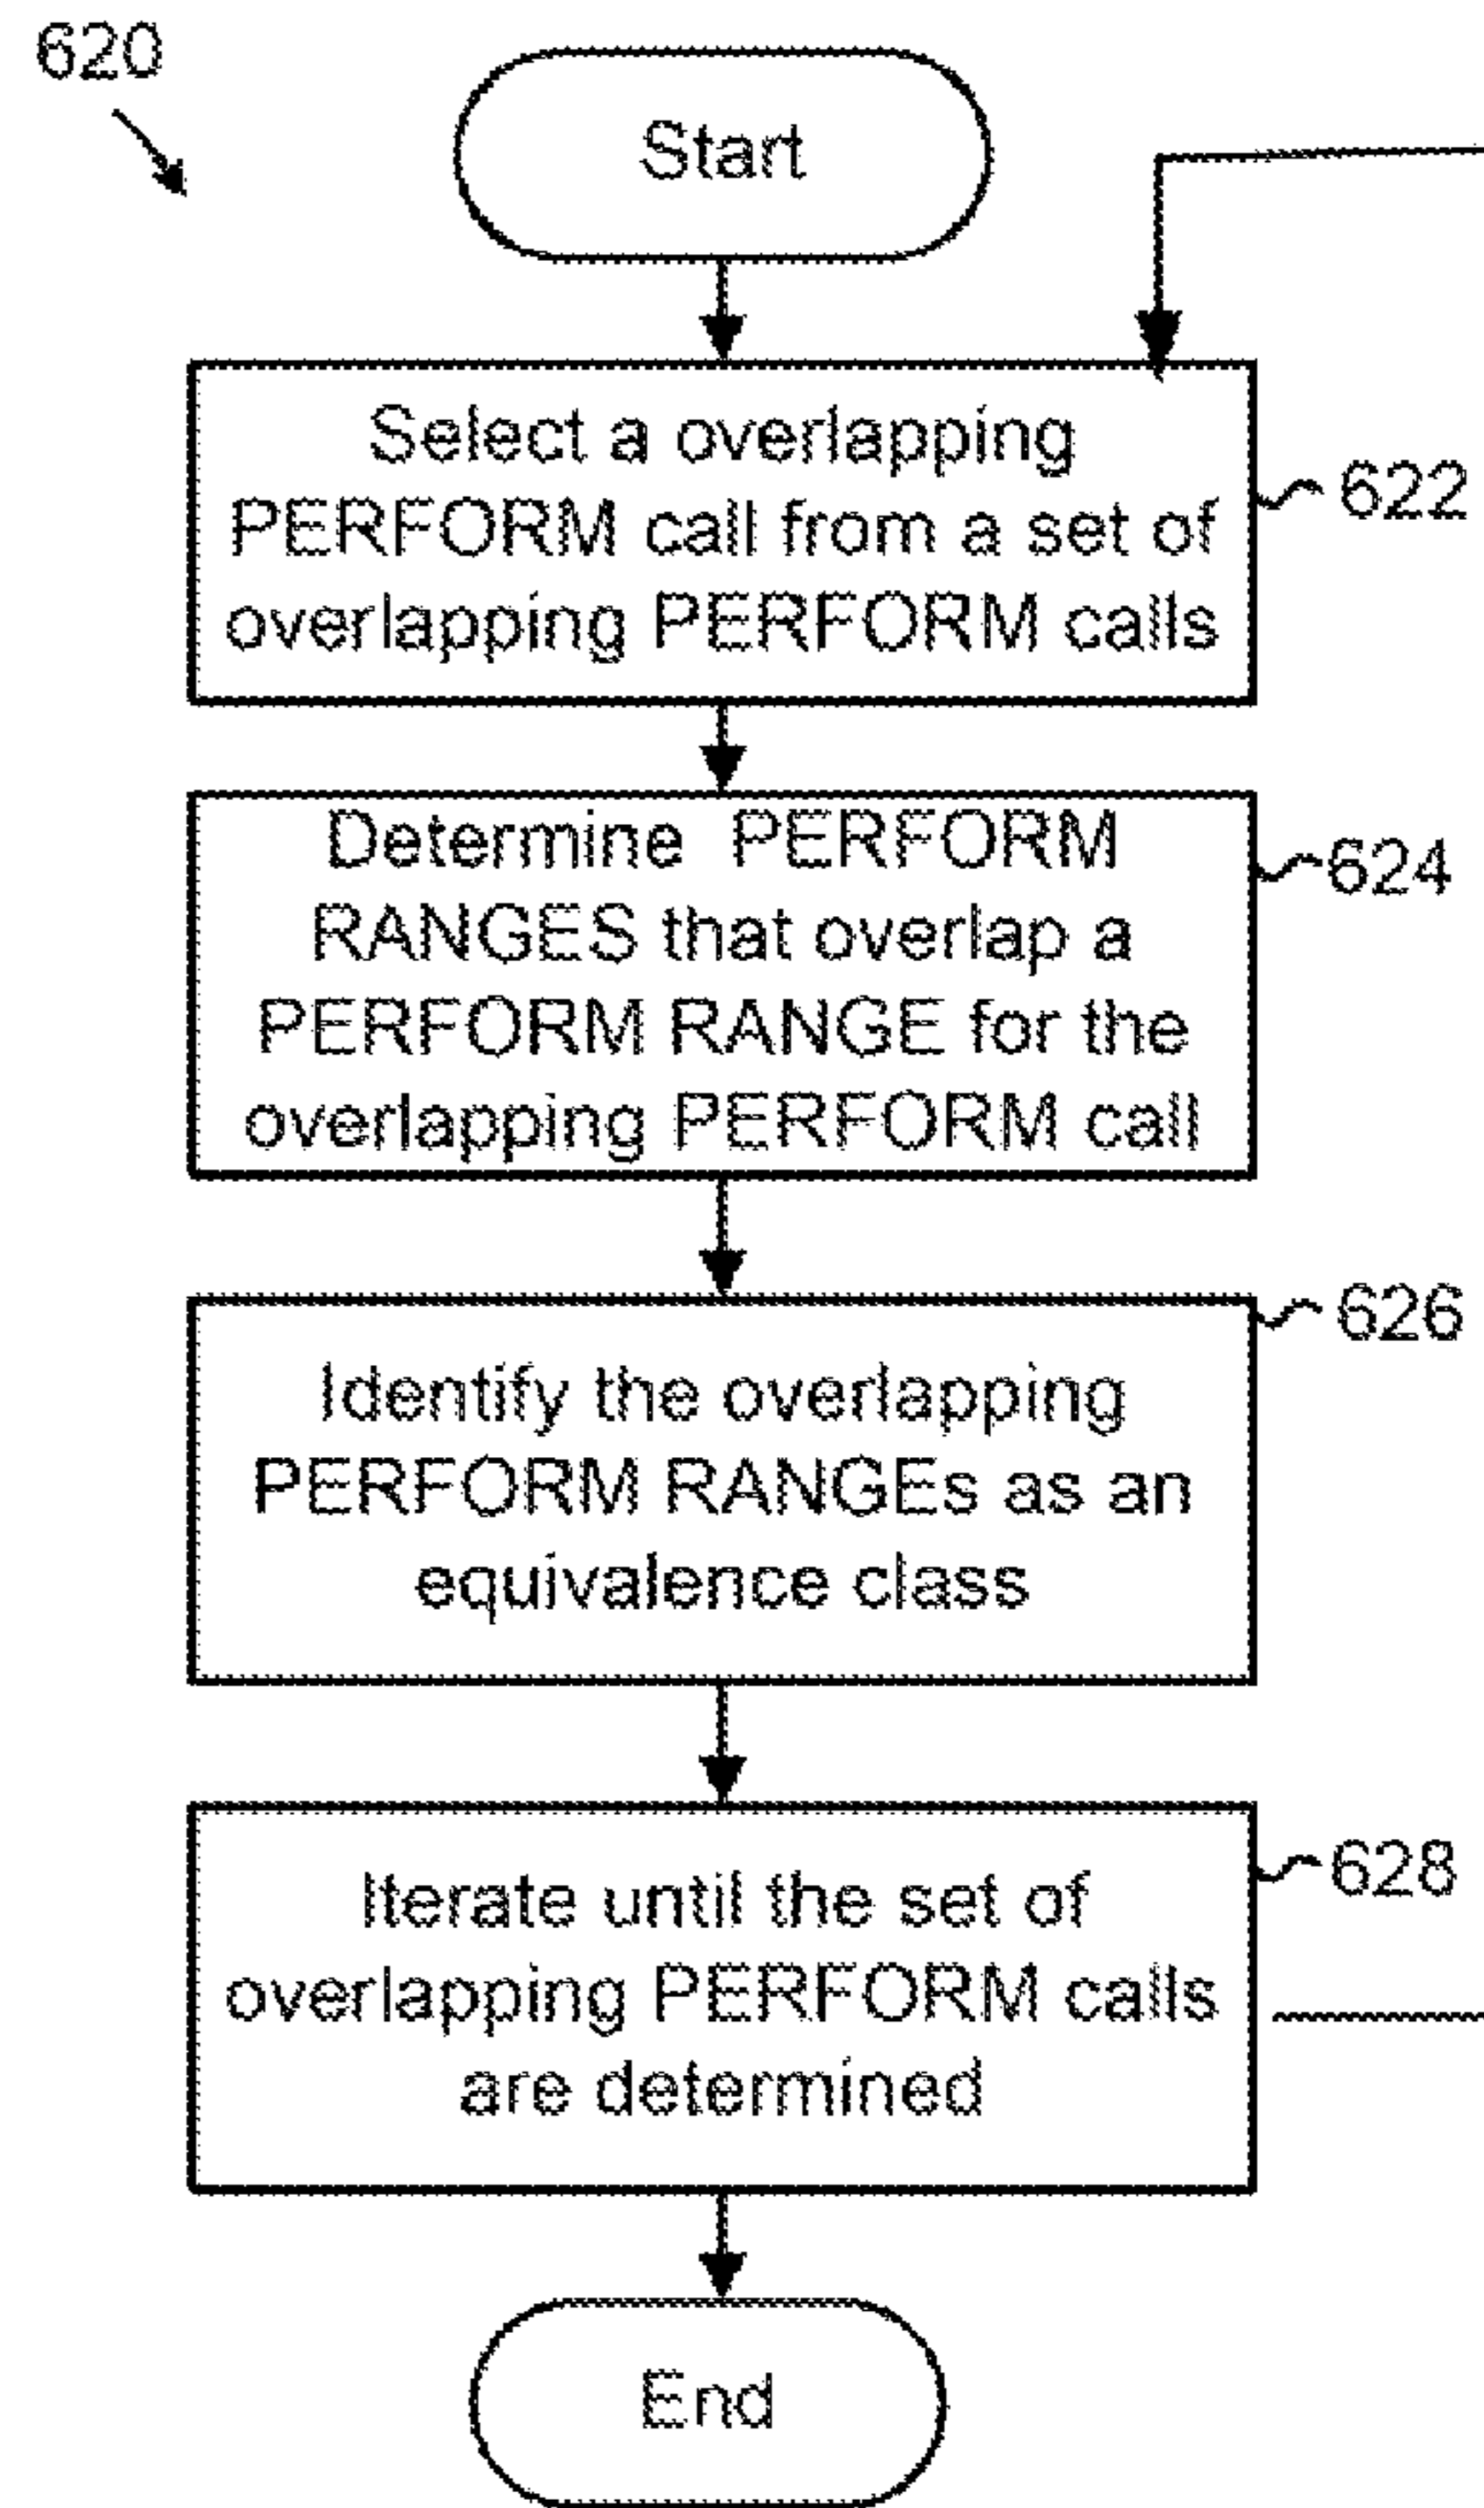 620
Start
Select a overlapping
PERFORM call from a set of
overlapping PERFORM calls
622
Determine PERFORM
RANGES that overlap a
PERFORM RANGE for the
overlapping PERFORM call
624
Identify the overlapping
PERFORM RANGEs as an
equivalence class
626
Iterate until the set of
overlapping PERFORM calls
are determined
628
End